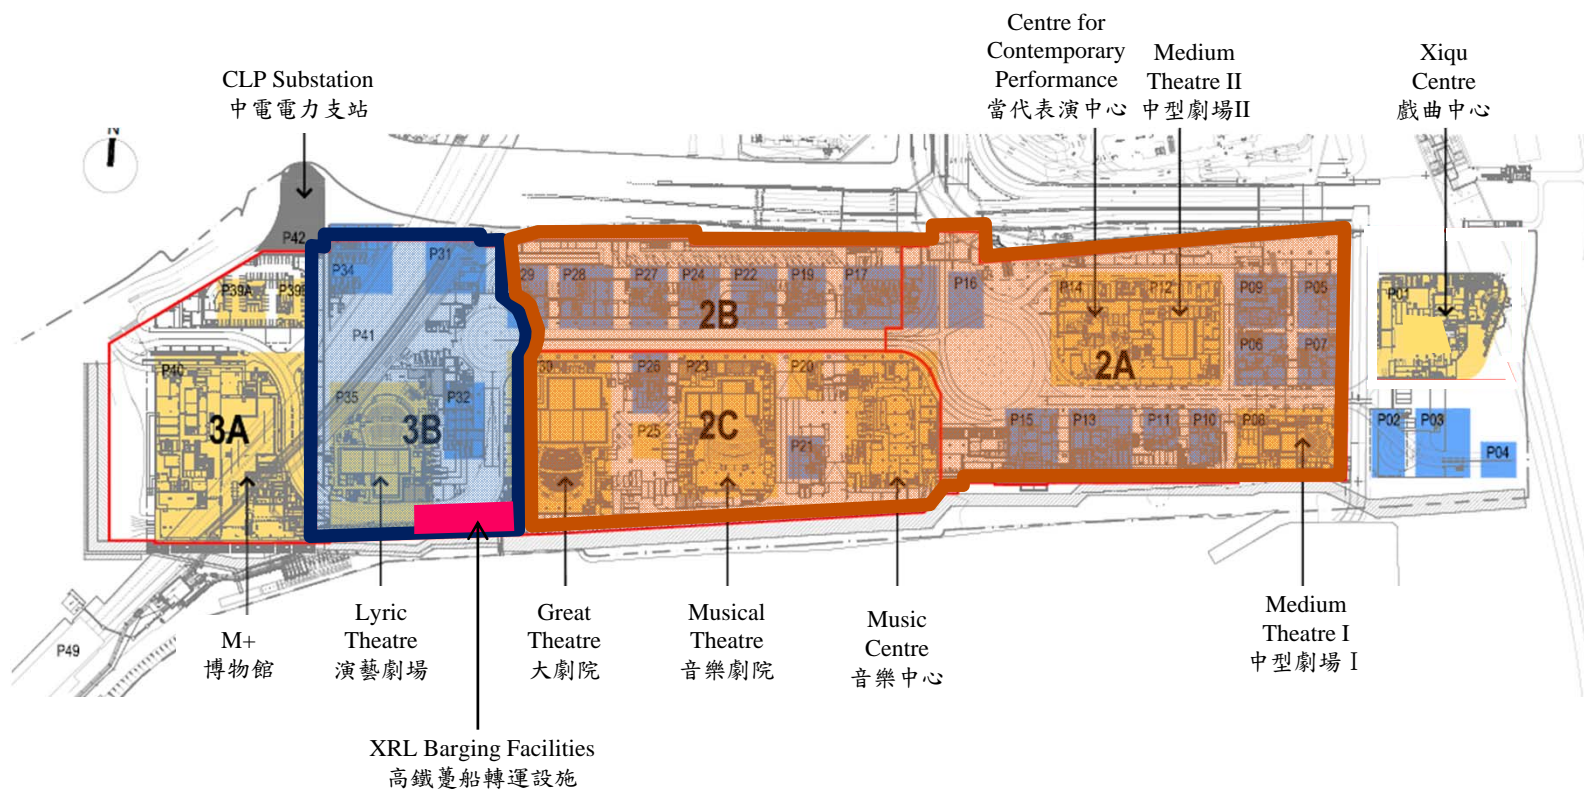 Centre for
Contemporary
Performance
當代表演中心
Medium
Theatre II
中型劇場II
Xiqu
Centre
戲曲中心
CLP Substation
中電電力支站
N
P42
P34
P31
P39A
P39B
P41
P40
P35
P32
3A
3B
29
P28
P27
P24
P22
P19
P17
P16
2B
P14
P12
P09
P05
P01
P06
P07
2A
30
P26
P23
P20
P25
2C
P21
P15
P13
P11
P10
P08
P02
P03
P04
P49
M+
博物館
Lyric
Theatre
演藝劇場
Great
Theatre
大劇院
Musical
Theatre
音樂劇院
Music
Centre
音樂中心
Medium
Theatre I
中型劇場 I
XRL Barging Facilities
高鐵躉船轉運設施